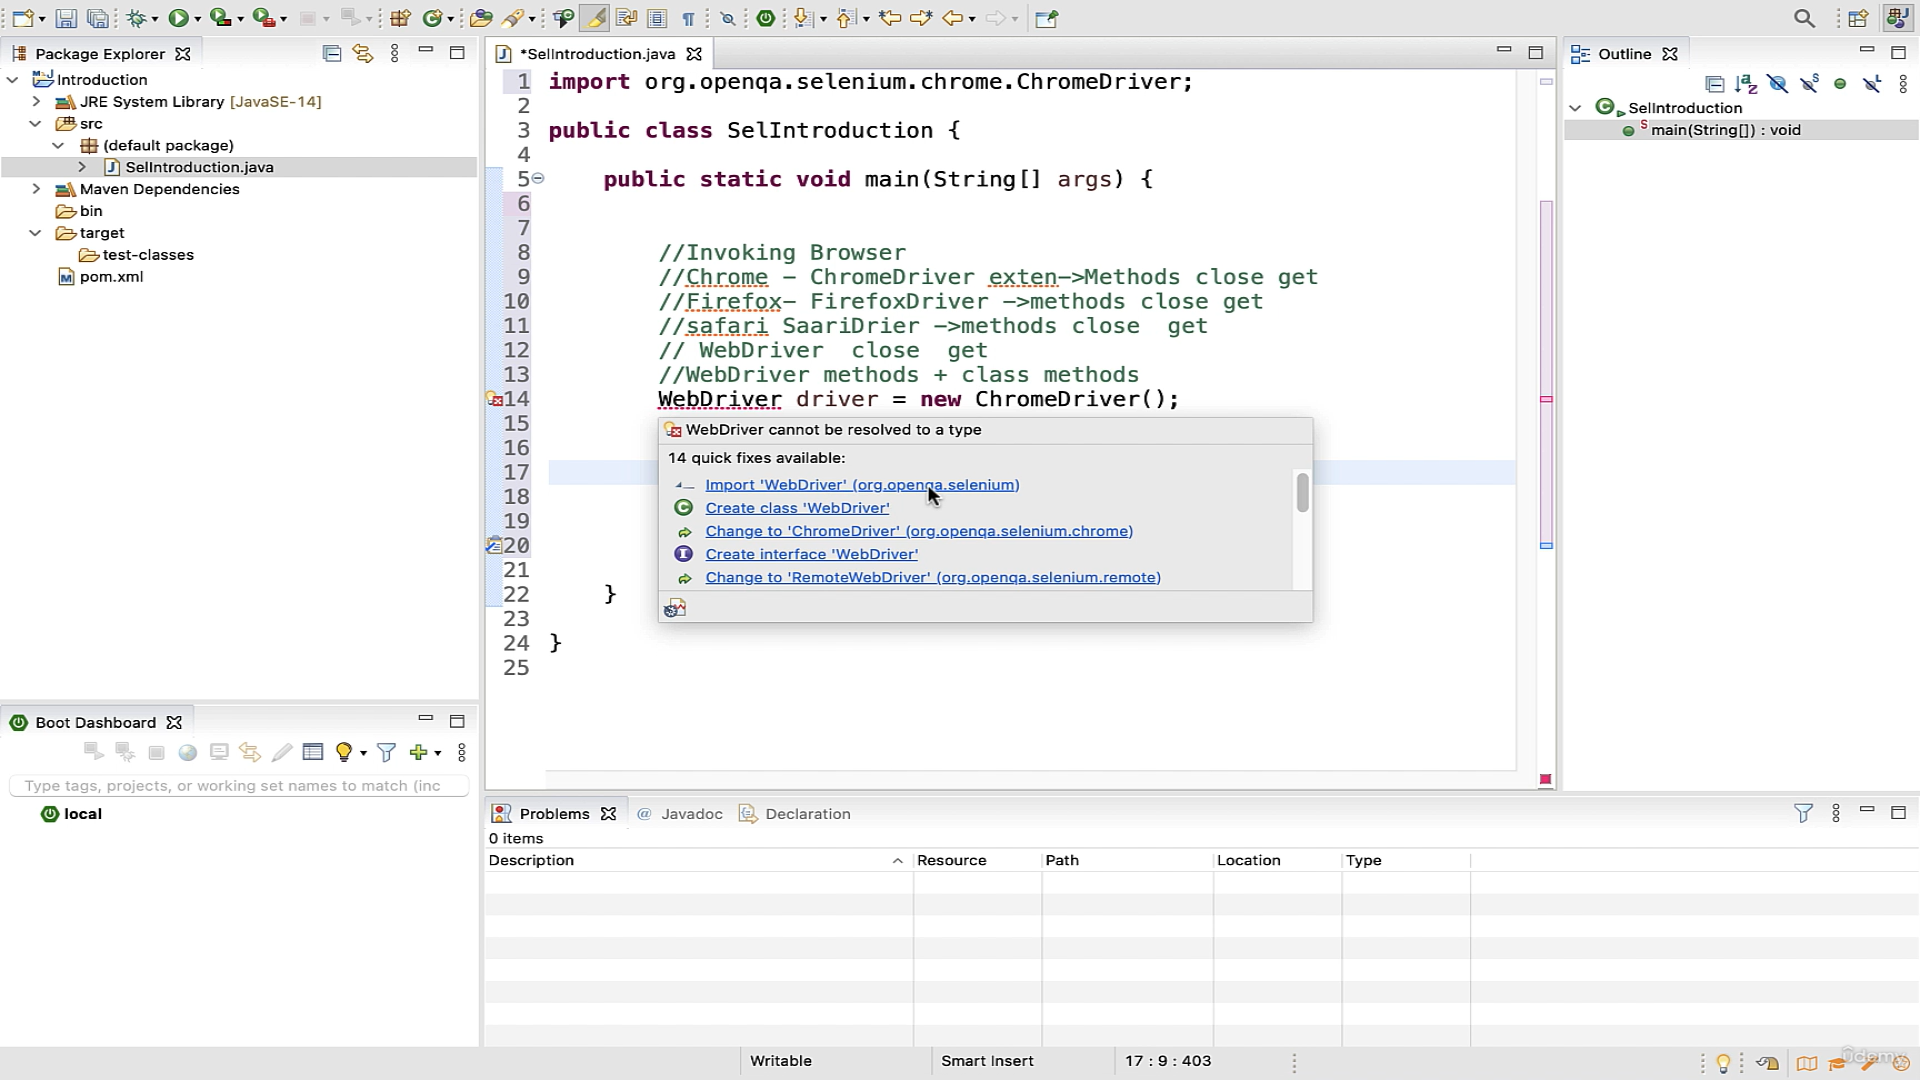 Package Explorer
Introduction
JRE System Library [JavaSE-14]
src
(default package)
SelIntroduction.java
Maven Dependencies
bin
target
test-classes
pom.xml
*SelIntroduction.java
1 import org.openqa.selenium.chrome.ChromeDriver;
2
3 public class SelIntroduction {
4
5 public static void main(String[] args) {
6
7
8 //Invoking Browser
9 //Chrome - ChromeDriver exten->Methods close get
10 //Firefox- FirefoxDriver ->methods close get
11 //safari SaariDrier ->methods close get
12 // WebDriver close get
13 //WebDriver methods + class methods
14 WebDriver driver = new ChromeDriver();
15
16
17
18
19
20
21
22 }
23
24 }
25
WebDriver cannot be resolved to a type
14 quick fixes available:
Import 'WebDriver' (org.openqa.selenium)
Create class 'WebDriver'
Change to 'ChromeDriver' (org.openqa.selenium.chrome)
Create interface 'WebDriver'
Change to 'RemoteWebDriver' (org.openqa.selenium.remote)
Outline
SelIntroduction
main(String[]) : void
Boot Dashboard
Type tags, projects, or working set names to match (inc
local
Problems @ Javadoc Declaration
0 items
Description Resource Path Location Type
Writable Smart Insert 17 : 9 : 403
Udemy